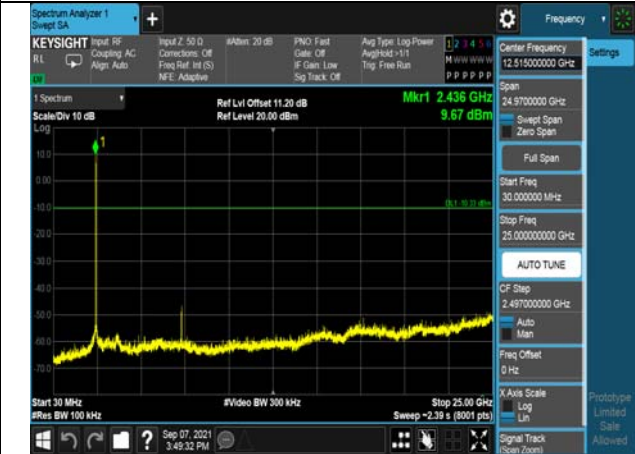 Spectrum Analyzer 1
Swept SA
+
Frequency
KEYSIGHT
RL
Input: RF
Coupling: AC
Align: Auto
Input Z: 50 Ω
Corrections: Off
Freq Ref: Int (S)
NFE: Adaptive
#Atten: 20 dB
PNO: Fast
Gate: Off
IF Gain: Low
Sig Track: Off
Avg Type: Log-Power
Avg|Hold:>1/1
Trig: Free Run
1 2 3 4 5 6
M W W W W W
P P P P P P
1 Spectrum
Scale/Div 10 dB
Log
Ref Lvl Offset 11.20 dB
Ref Level 20.00 dBm
Mkr1 2.436 GHz
9.67 dBm
1
10.0
0.00
-10.0
-20.0
-30.0
-40.0
-50.0
-60.0
-70.0
DL1 -10.33 dBm
Start 30 MHz
#Res BW 100 kHz
#Video BW 300 kHz
Stop 25.00 GHz
Sweep ~2.39 s (8001 pts)
Sep 07, 2021
3:49:32 PM
?
Center Frequency
12.515000000 GHz
Settings
Span
24.9700000 GHz
Swept Span
Zero Span
Full Span
Start Freq
30.000000 MHz
Stop Freq
25.000000000 GHz
AUTO TUNE
CF Step
2.497000000 GHz
Auto
Man
Freq Offset
0 Hz
X Axis Scale
Log
Lin
Signal Track
(Span Zoom)
Prototype
Limited
Sale
Allowed